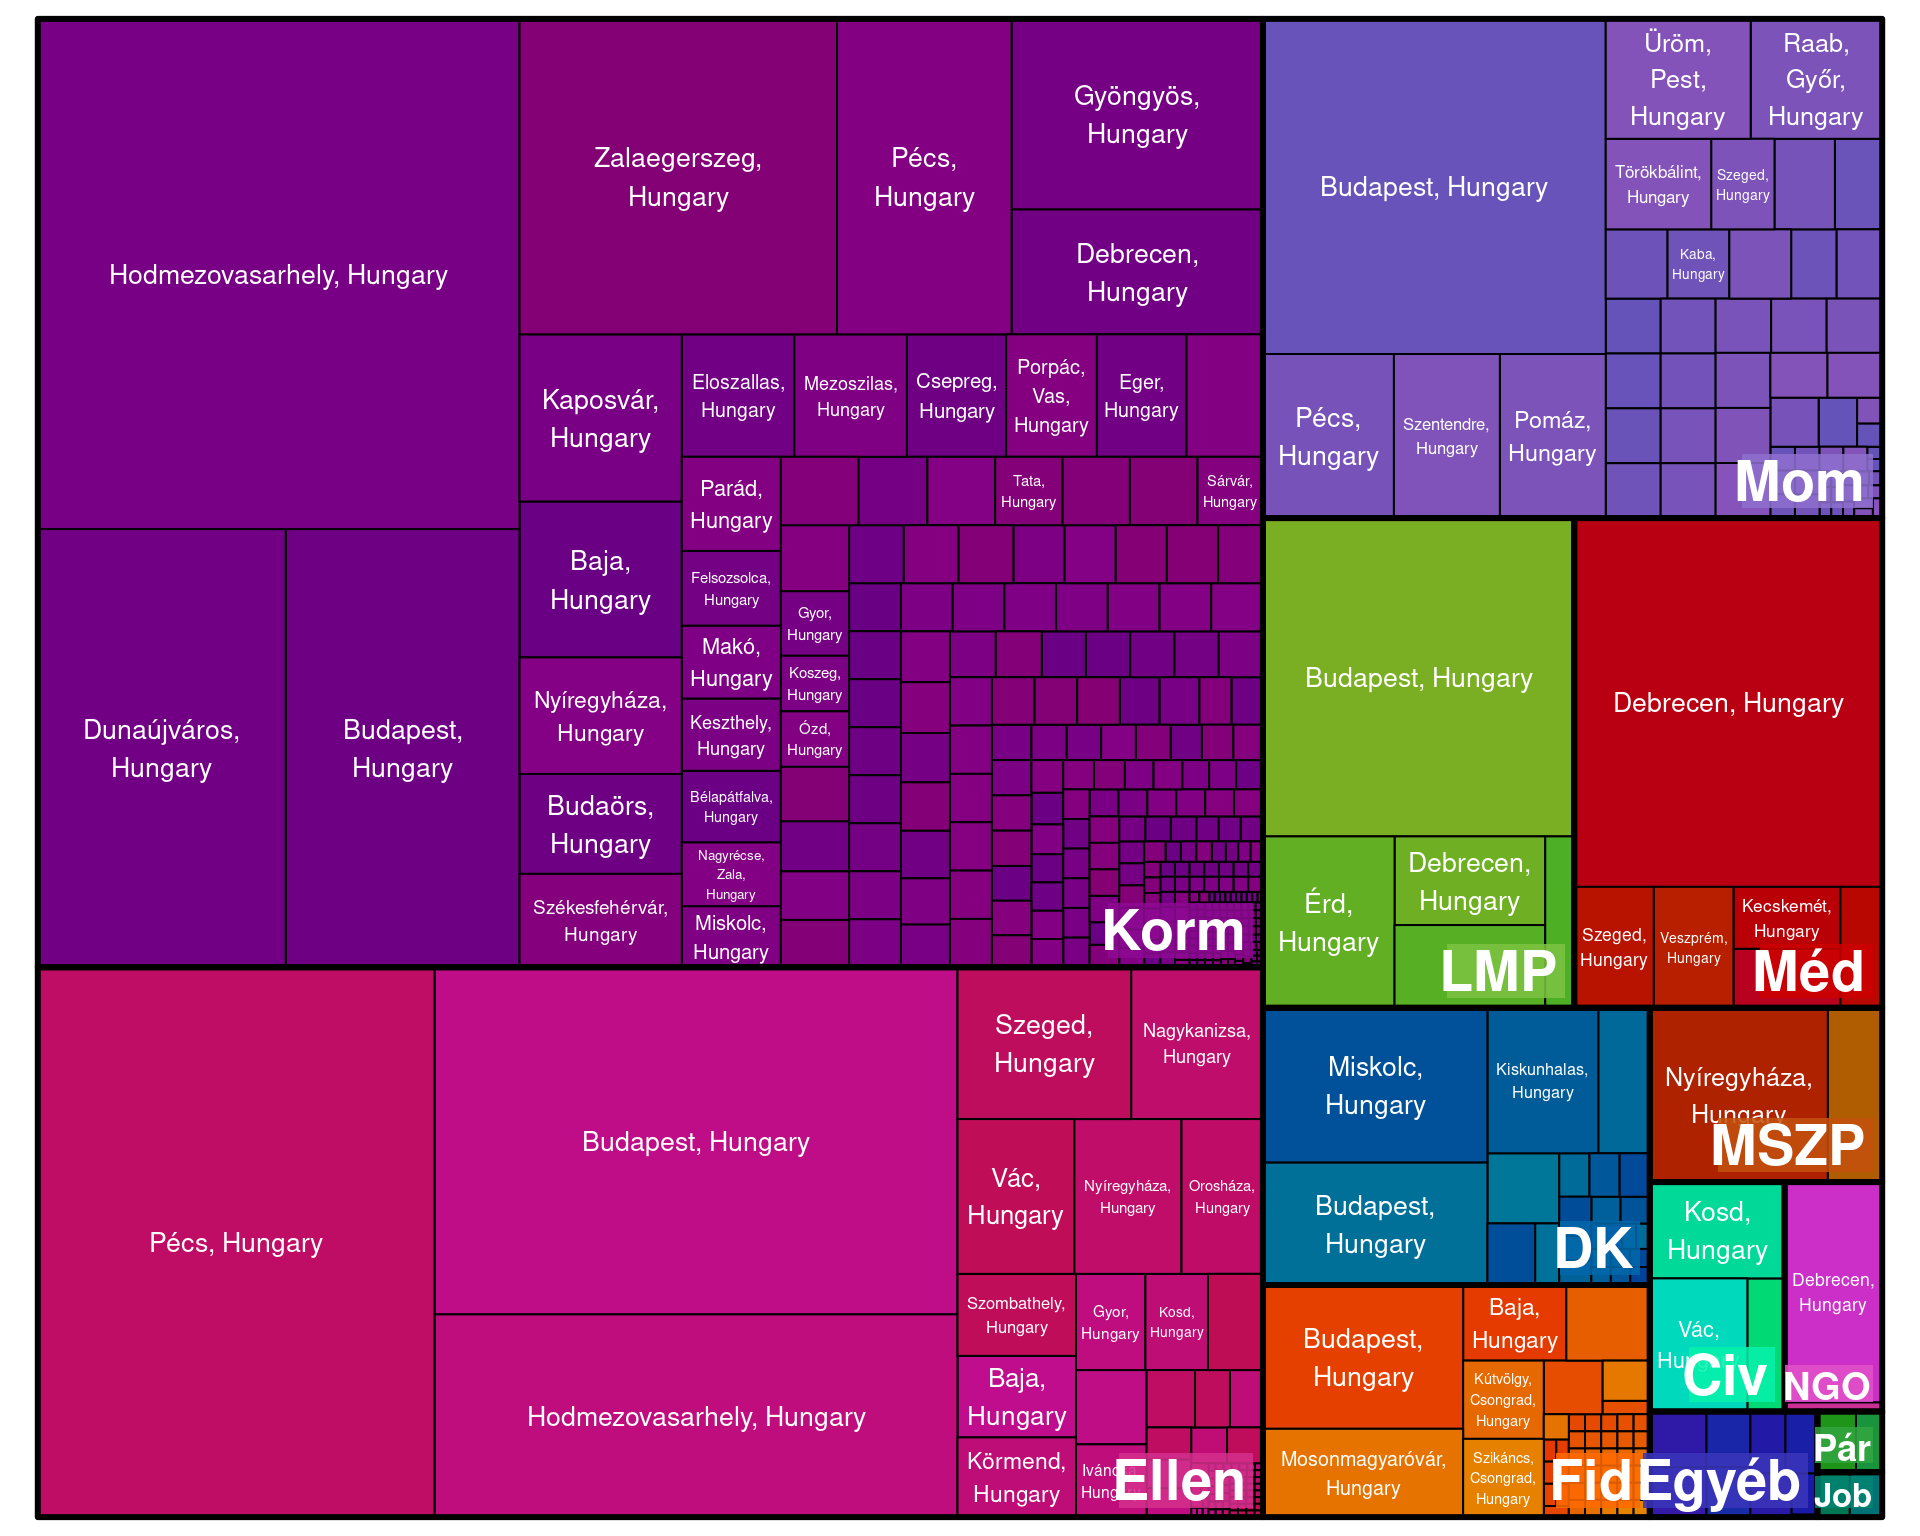 Hodmezovasarhely, Hungary
Dunaújváros,
Hungary
Budapest,
Hungary
Zalaegerszeg,
Hungary
Pécs,
Hungary
Gyöngyös,
Hungary
Debrecen,
Hungary
Kaposvár,
Hungary
Baja,
Hungary
Nyíregyháza,
Hungary
Budaörs,
Hungary
Székesfehérvár,
Hungary
Eloszallas,
Hungary
Mezoszilas,
Hungary
Csepreg,
Hungary
Porpác,
Vas,
Hungary
Eger,
Hungary
Parád,
Hungary
Felsozsolca,
Hungary
Makó,
Hungary
Keszthely,
Hungary
Bélapátfalva,
Hungary
Nagyrécse,
Zala,
Hungary
Miskolc,
Hungary
Tata,
Hungary
Sárvár,
Hungary
Gyor,
Hungary
Koszeg,
Hungary
Ózd,
Hungary
Korm
Pécs, Hungary
Budapest, Hungary
Hodmezovasarhely, Hungary
Szeged,
Hungary
Nagykanizsa,
Hungary
Vác,
Hungary
Nyíregyháza,
Hungary
Orosháza,
Hungary
Szombathely,
Hungary
Gyor,
Hungary
Kosd,
Hungary
Baja,
Hungary
Körmend,
Hungary
Ellen
Budapest, Hungary
Üröm,
Pest,
Hungary
Raab,
Győr,
Hungary
Törökbálint,
Hungary
Szeged,
Hungary
Kaba,
Hungary
Pécs,
Hungary
Szentendre,
Hungary
Pomáz,
Hungary
Mom
Budapest, Hungary
Érd,
Hungary
Debrecen,
Hungary
LMP
Debrecen, Hungary
Szeged,
Hungary
Veszprém,
Hungary
Kecskemét,
Hungary
Méd
Miskolc,
Hungary
Kiskunhalas,
Hungary
Budapest,
Hungary
DK
Nyíregyháza,
Hungary
MSZP
Kosd,
Hungary
Vác,
Civ
Debrecen,
Hungary
NGO
Budapest,
Hungary
Baja,
Hungary
Kútvölgy,
Csongrad,
Hungary
Mosonmagyaróvár,
Hungary
Szikáncs,
Csongrad,
Hungary
Fid
Egyéb
Pár
Job